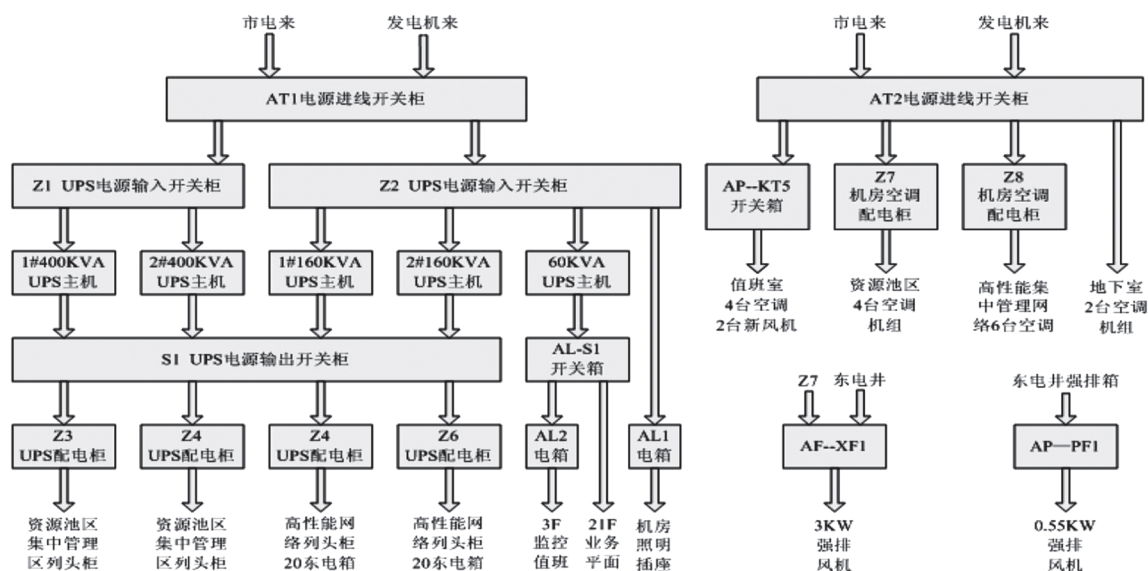 市电来
发电机来
市电来
发电机来
AT1电源进线开关柜
AT2电源进线开关柜
Z1 UPS电源输入开关柜
Z2 UPS电源输入开关柜
AP--KT5
开关箱
Z7
机房空调
配电柜
Z8
机房空调
配电柜
1#400KVA
UPS主机
2#400KVA
UPS主机
1#160KVA
UPS主机
2#160KVA
UPS主机
60KVA
UPS主机
值班室
4台空调
2台新风机
资源池区
4台空调
机组
高性能集
中管理网
络6台空调
地下室
2台空调
机组
S1 UPS电源输出开关柜
AL-S1
开关箱
Z7
东电井
东电井强排箱
Z3
UPS配电柜
Z4
UPS配电柜
Z4
UPS配电柜
Z6
UPS配电柜
AL2
电箱
AL1
电箱
AF--XF1
AP—PF1
资源池区
集中管理
区列头柜
资源池区
集中管理
区列头柜
高性能网
络列头柜
20东电箱
高性能网
络列头柜
20东电箱
3F
监控
值班
21F
业务
平面
机房
照明
插座
3KW
强排
风机
0.55KW
强排
风机